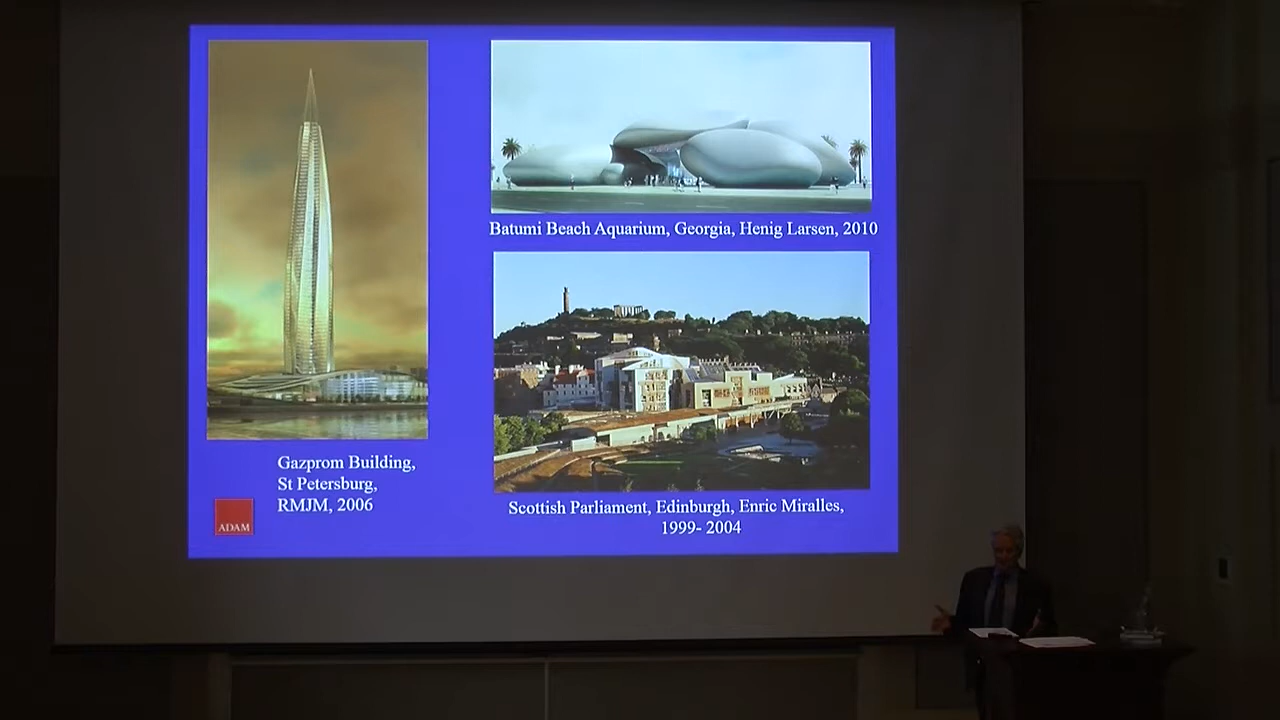 Gazprom Building,
St Petersburg,
RMJM, 2006
ADAM
Batumi Beach Aquarium, Georgia, Henig Larsen, 2010
Scottish Parliament, Edinburgh, Enric Miralles,
1999- 2004